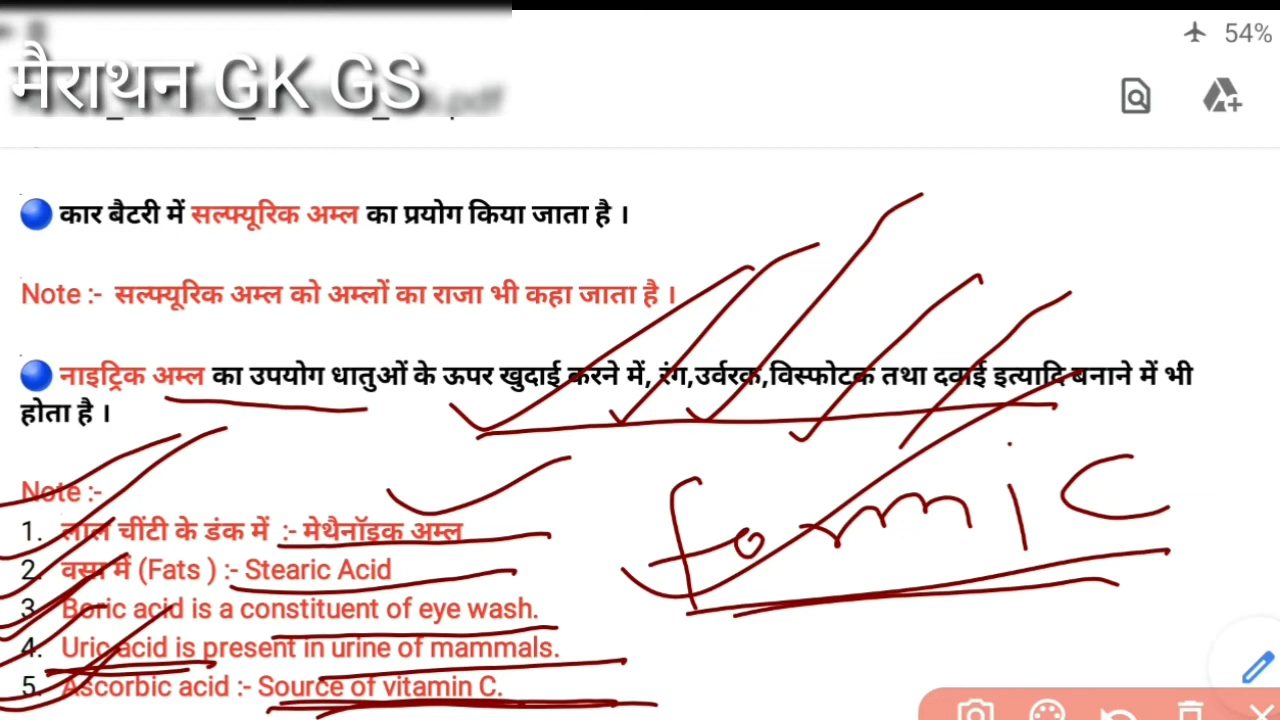 54%
मैराथन GK GS
कार बैटरी में सल्फ्यूरिक अम्ल का प्रयोग किया जाता है ।
Note :- सल्फ्यूरिक अम्ल को अम्लों का राजा भी कहा जाता है ।
नाइट्रिक अम्ल का उपयोग धातुओं के ऊपर खुदाई करने में, रंग,उर्वरक,विस्फोटक तथा दवाई इत्यादि बनाने में भी
होता है ।
Note :-
1. लाल चींटी के डंक में :- मेथैनॉइक अम्ल
2. वसा में (Fats ) :- Stearic Acid
3. Boric acid is a constituent of eye wash.
4. Uric acid is present in urine of mammals.
5. Ascorbic acid :- Source of vitamin C.
formic